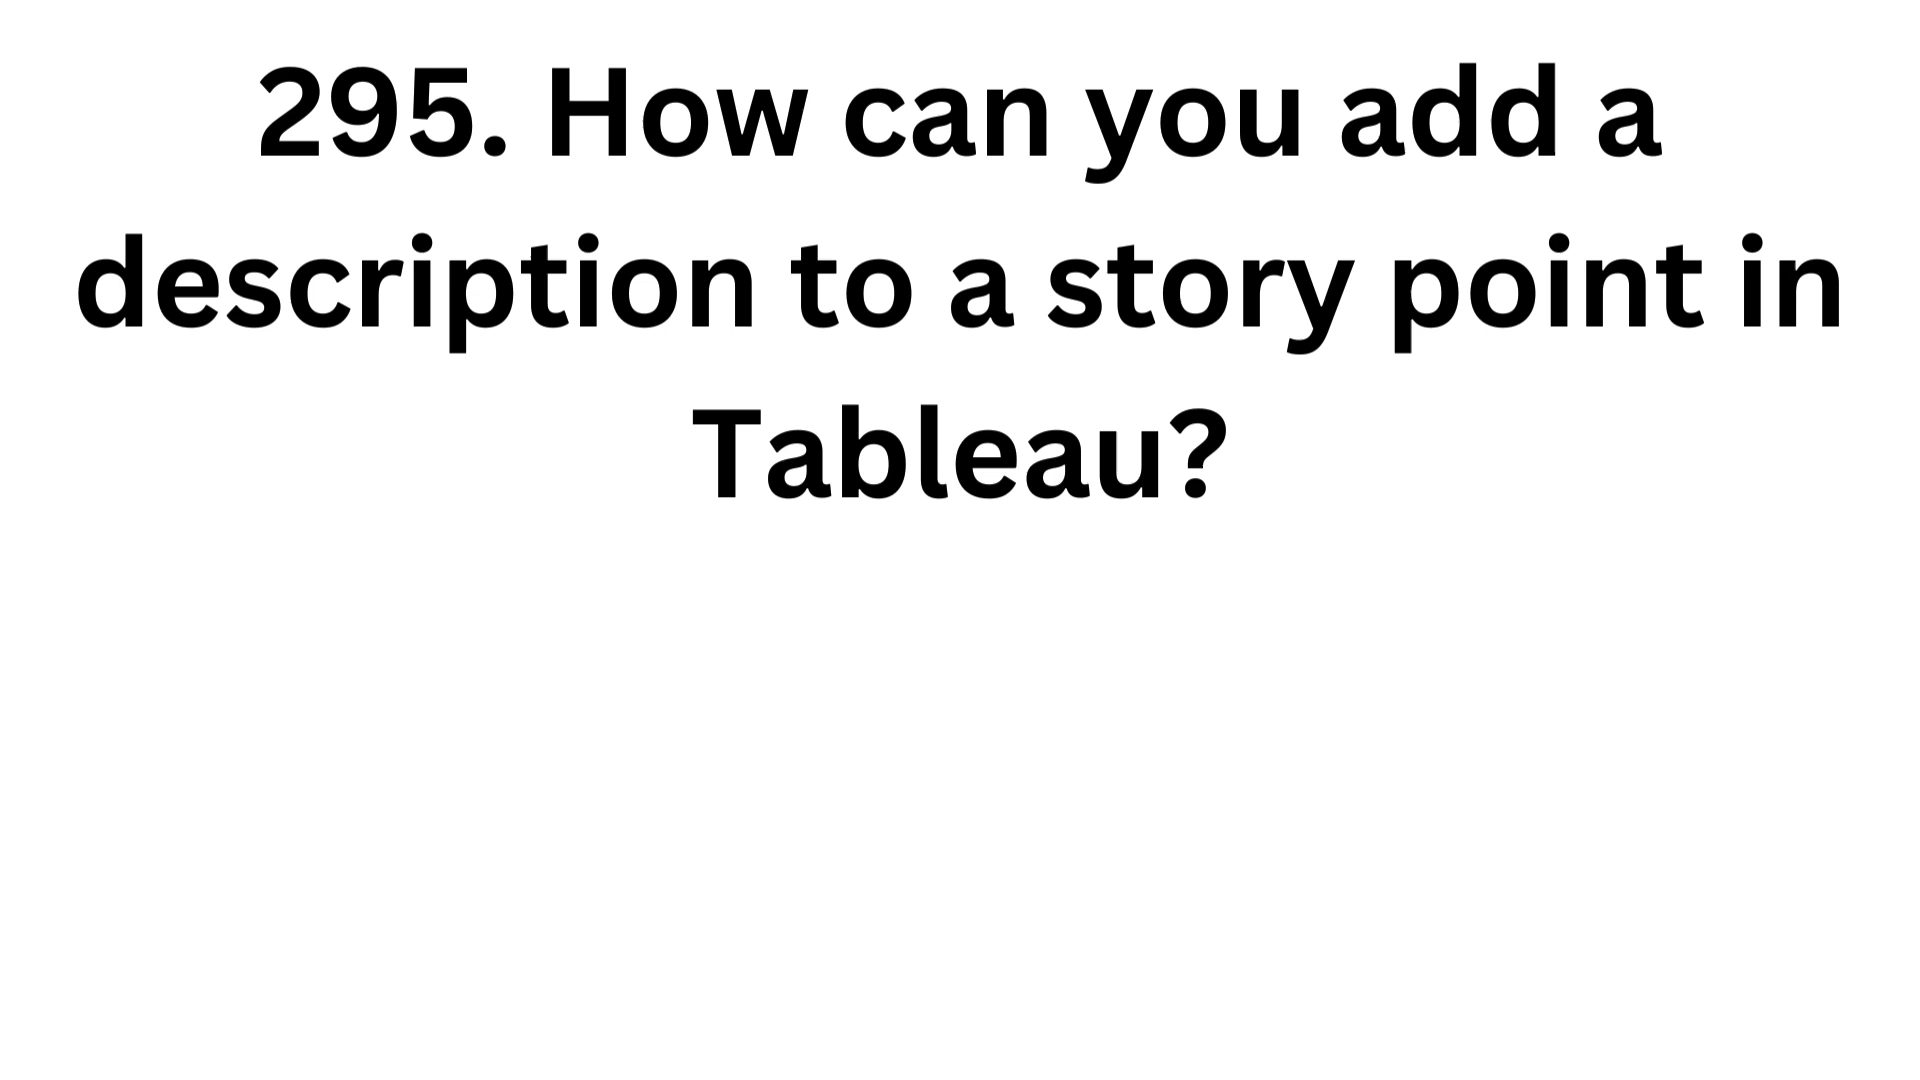 295. How can you add a
description to a story point in
Tableau?